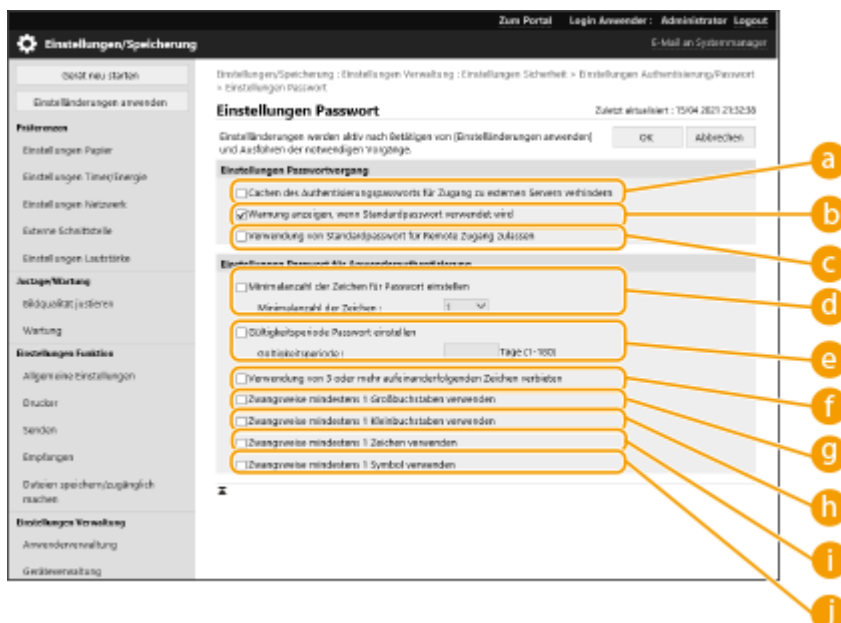 Zum Portal Login Anwender : Administrator Logout
Einstellungen/Speicherung
E-Mail an Systemmanager
Gerät neu starten
Einstelländerungen anwenden
Präferenzen
Einstellungen Papier
Einstellungen Timer/Energie
Einstellungen Netzwerk
Externe Schnittstelle
Einstellungen Lautstärke
Justage/Wartung
Bildqualität justieren
Wartung
Einstellungen Funktion
Allgemeine Einstellungen
Drucker
Senden
Empfangen
Dateien speichern/zugänglich
machen
Einstellungen Verwaltung
Anwenderverwaltung
Geräteverwaltung
Einstellungen/Speicherung : Einstellungen Verwaltung : Einstellungen Sicherheit > Einstellungen Authentisierung/Passwort
> Einstellungen Passwort
Einstellungen Passwort
Zuletzt aktualisiert : 15/04 2021 21:32:38
Einstelländerungen werden aktiv nach Betätigen von [Einstelländerungen anwenden]
und Ausführen der notwendigen Vorgänge.
OK
Abbrechen
Einstellungen Passwortvorgang
Cachen des Authentisierungspassworts für Zugang zu externen Servern verhindern
Warnung anzeigen, wenn Standardpasswort verwendet wird
Verwendung von Standardpasswort für Remote Zugang zulassen
Einstellungen Passwort für Anwenderauthentisierung
Minimalanzahl der Zeichen für Passwort einstellen
Minimalanzahl der Zeichen : 1
Gültigkeitsperiode Passwort einstellen
Gültigkeitsperiode : Tage (1-180)
Verwendung von 3 oder mehr aufeinanderfolgenden Zeichen verbieten
Zwangsweise mindestens 1 Großbuchstaben verwenden
Zwangsweise mindestens 1 Kleinbuchstaben verwenden
Zwangsweise mindestens 1 Zeichen verwenden
Zwangsweise mindestens 1 Symbol verwenden
a
b
c
d
e
f
g
h
i
j